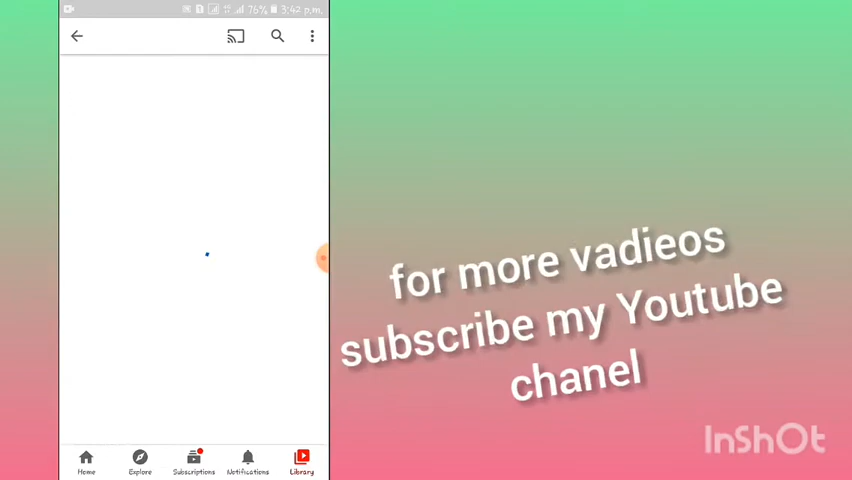 76% 3:42 p.m.
for more vadieos
subscribe my Youtube
chanel
InShOt
Home Explore Subscriptions Notifications Library